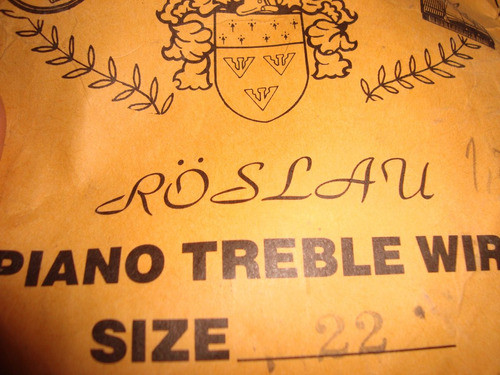 RÖSLAU
PIANO TREBLE WIR
SIZE 22